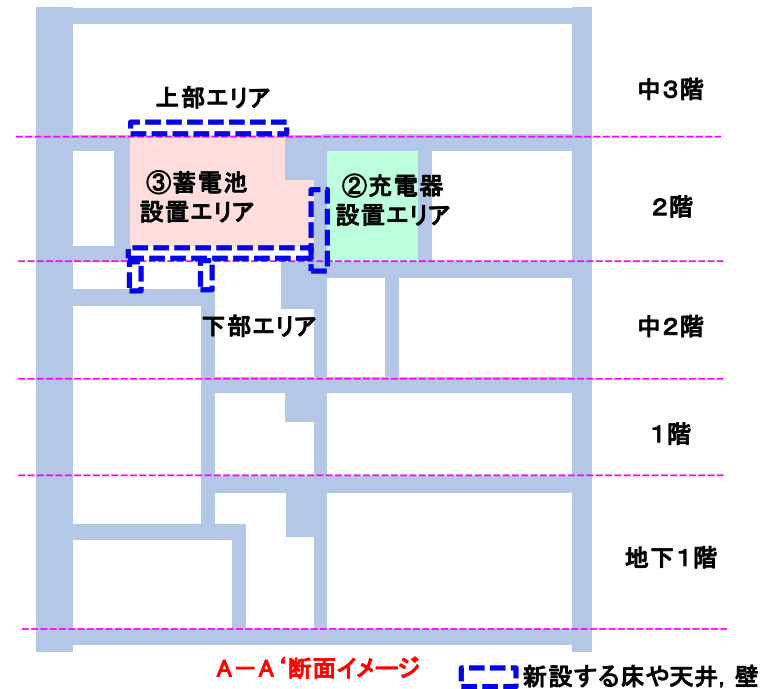 上部エリア
中3階
③蓄電池
設置エリア
②充電器
設置エリア
2階
下部エリア
中2階
1階
地下1階
A－A‘断面イメージ
新設する床や天井，壁